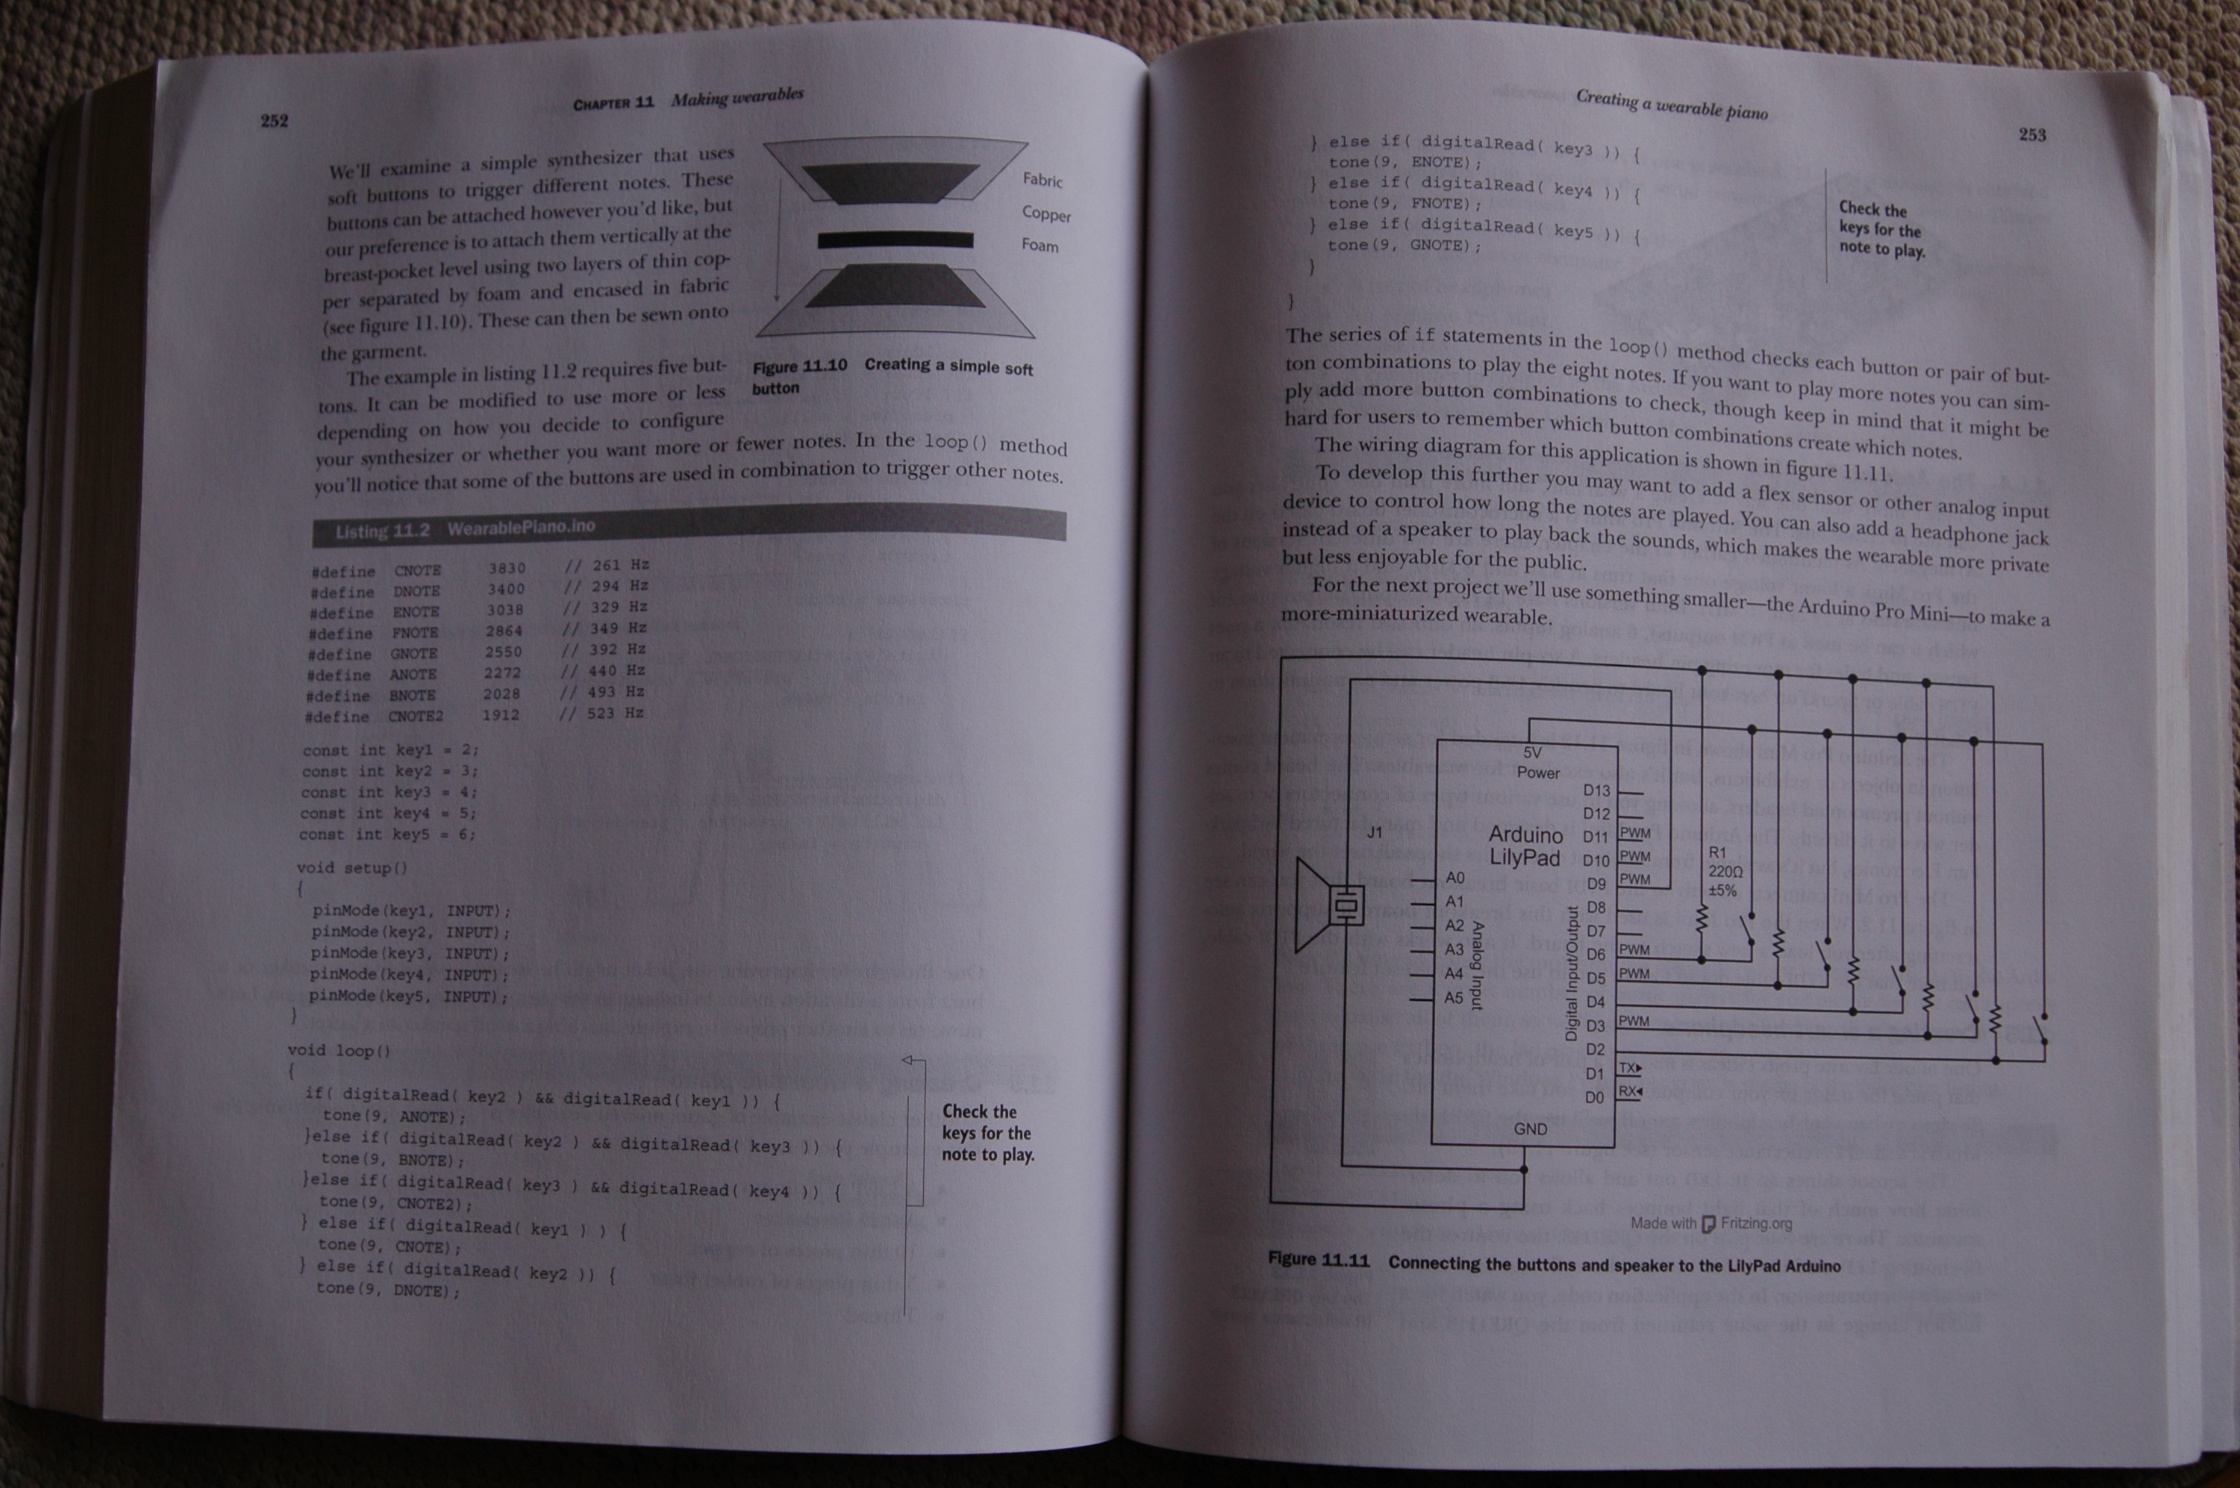 252
CHAPTER 11 Making wearables
We'll examine a simple synthesizer that uses
soft buttons to trigger different notes. These
buttons can be attached however you'd like, but
our preference is to attach them vertically at the
breast-pocket level using two layers of thin cop-
per separated by foam and encased in fabric
(see figure 11.10). These can then be sewn onto
the garment.
Fabric
Copper
Foam
Figure 11.10 Creating a simple soft
button
The example in listing 11.2 requires five but-
tons. It can be modified to use more or less
depending on how you decide to configure
your synthesizer or whether you want more or fewer notes. In the loop() method
you'll notice that some of the buttons are used in combination to trigger other notes.
Listing 11.2 WearablePiano.ino
#define CNOTE 3830 // 261 Hz
#define DNOTE 3400 // 294 Hz
#define ENOTE 3038 // 329 Hz
#define FNOTE 2864 // 349 Hz
#define GNOTE 2550 // 392 Hz
#define ANOTE 2272 // 440 Hz
#define BNOTE 2028 // 493 Hz
#define CNOTE2 1912 // 523 Hz
const int key1 = 2;
const int key2 = 3;
const int key3 = 4;
const int key4 = 5;
const int key5 = 6;
void setup()
{
pinMode(key1, INPUT);
pinMode(key2, INPUT);
pinMode(key3, INPUT);
pinMode(key4, INPUT);
pinMode(key5, INPUT);
}
void loop()
{
if( digitalRead( key2 ) && digitalRead( key1 )) {
tone(9, ANOTE);
}else if( digitalRead( key2 ) && digitalRead( key3 )) {
tone(9, BNOTE);
}else if( digitalRead( key3 ) && digitalRead( key4 )) {
tone(9, CNOTE2);
} else if( digitalRead( key1 ) ) {
tone(9, CNOTE);
} else if( digitalRead( key2 )) {
tone(9, DNOTE);
Check the
keys for the
note to play.
Creating a wearable piano
253
} else if( digitalRead( key3 )) {
tone(9, ENOTE);
} else if( digitalRead( key4 )) {
tone(9, FNOTE);
} else if( digitalRead( key5 )) {
tone(9, GNOTE);
}
}
Check the
keys for the
note to play.
The series of if statements in the loop() method checks each button or pair of but-
ton combinations to play the eight notes. If you want to play more notes you can sim-
ply add more button combinations to check, though keep in mind that it might be
hard for users to remember which button combinations create which notes.
The wiring diagram for this application is shown in figure 11.11.
To develop this further you may want to add a flex sensor or other analog input
device to control how long the notes are played. You can also add a headphone jack
instead of a speaker to play back the sounds, which makes the wearable more private
but less enjoyable for the public.
For the next project we'll use something smaller—the Arduino Pro Mini—to make a
more-miniaturized wearable.
J1
5V
Power
Arduino
LilyPad
Analog Input
A0
A1
A2
A3
A4
A5
GND
Digital Input/Output
D13
D12
D11 PWM
D10 PWM
D9 PWM
D8
D7
D6 PWM
D5 PWM
D4
D3 PWM
D2
D1 TX
D0 RX
R1
220Ω
±5%
Made with Fritzing.org
Figure 11.11 Connecting the buttons and speaker to the LilyPad Arduino